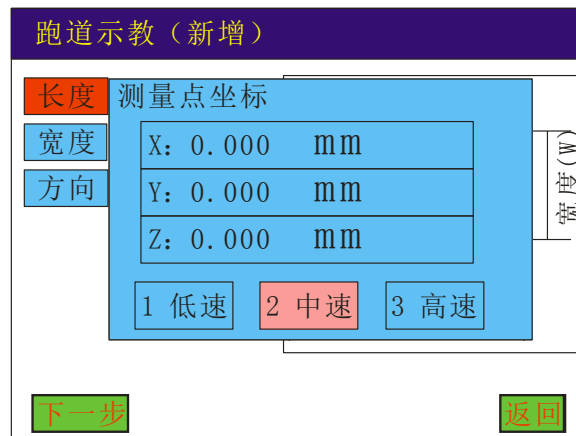 跑道示教（新增）
长度
宽度
方向
测量点坐标
X: 0.000 mm
Y: 0.000 mm
Z: 0.000 mm
1 低速
2 中速
3 高速
宽度(W)
下一步
返回